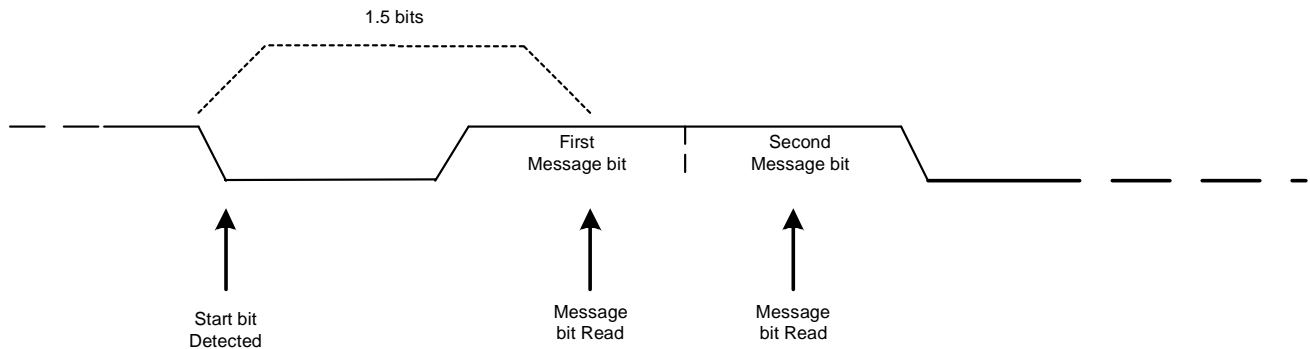 1.5 bits
First
Message bit
Second
Message bit
Start bit
Detected
Message
bit Read
Message
bit Read